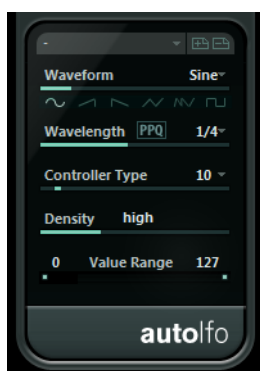 -
Waveform Sine
Wavelength PPQ 1/4
Controller Type 10
Density high
0 Value Range 127
autolfo